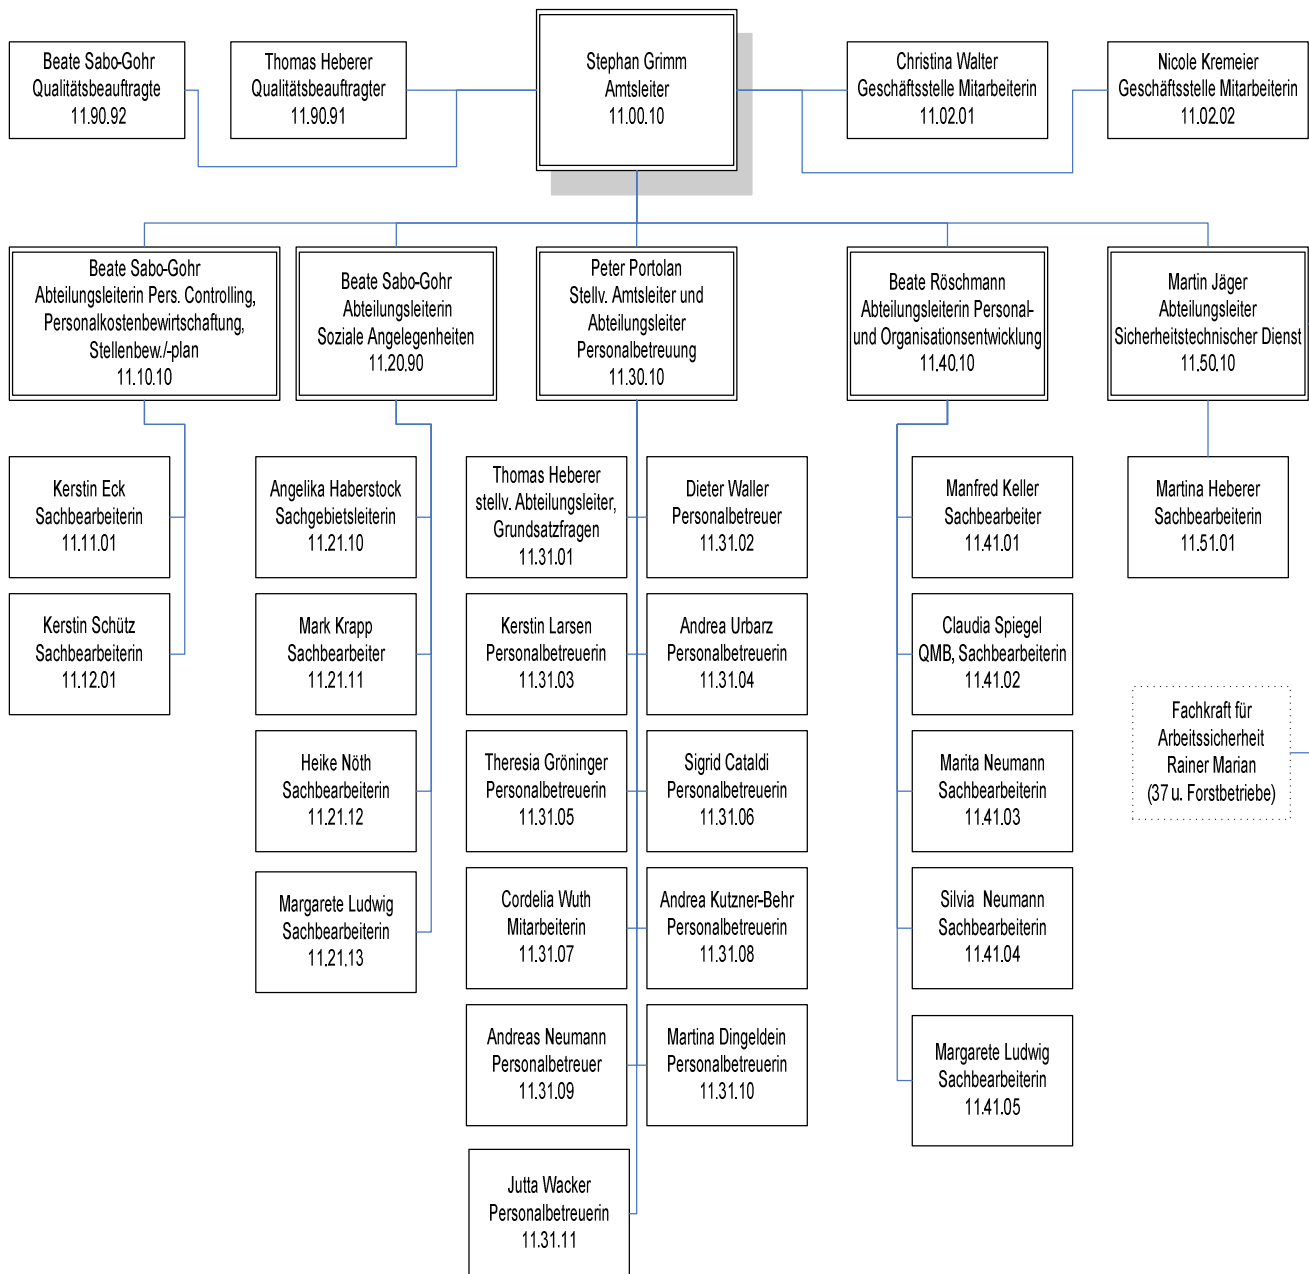 Beate Sabo-Gohr
Qualitätsbeauftragte
11.90.92
Thomas Heberer
Qualitätsbeauftragter
11.90.91
Stephan Grimm
Amtsleiter
11.00.10
Christina Walter
Geschäftsstelle Mitarbeiterin
11.02.01
Nicole Kremeier
Geschäftsstelle Mitarbeiterin
11.02.02
Beate Sabo-Gohr
Abteilungsleiterin Pers. Controlling,
Personalkostenbewirtschaftung,
Stellenbew./-plan
11.10.10
Beate Sabo-Gohr
Abteilungsleiterin
Soziale Angelegenheiten
11.20.90
Peter Portolan
Stellv. Amtsleiter und
Abteilungsleiter
Personalbetreuung
11.30.10
Beate Röschmann
Abteilungsleiterin Personal-
und Organisationsentwicklung
11.40.10
Martin Jäger
Abteilungsleiter
Sicherheitstechnischer Dienst
11.50.10
Kerstin Eck
Sachbearbeiterin
11.11.01
Angelika Haberstock
Sachgebietsleiterin
11.21.10
Thomas Heberer
stellv. Abteilungsleiter,
Grundsatzfragen
11.31.01
Dieter Waller
Personalbetreuer
11.31.02
Manfred Keller
Sachbearbeiter
11.41.01
Martina Heberer
Sachbearbeiterin
11.51.01
Kerstin Schütz
Sachbearbeiterin
11.12.01
Mark Krapp
Sachbearbeiter
11.21.11
Kerstin Larsen
Personalbetreuerin
11.31.03
Andrea Urbarz
Personalbetreuerin
11.31.04
Claudia Spiegel
QMB, Sachbearbeiterin
11.41.02
Fachkraft für
Arbeitssicherheit
Rainer Marian
(37 u. Forstbetriebe)
Heike Nöth
Sachbearbeiterin
11.21.12
Theresia Gröninger
Personalbetreuerin
11.31.05
Sigrid Cataldi
Personalbetreuerin
11.31.06
Marita Neumann
Sachbearbeiterin
11.41.03
Margarete Ludwig
Sachbearbeiterin
11.21.13
Cordelia Wuth
Mitarbeiterin
11.31.07
Andrea Kutzner-Behr
Personalbetreuerin
11.31.08
Silvia Neumann
Sachbearbeiterin
11.41.04
Andreas Neumann
Personalbetreuer
11.31.09
Martina Dingeldein
Personalbetreuerin
11.31.10
Margarete Ludwig
Sachbearbeiterin
11.41.05
Jutta Wacker
Personalbetreuerin
11.31.11